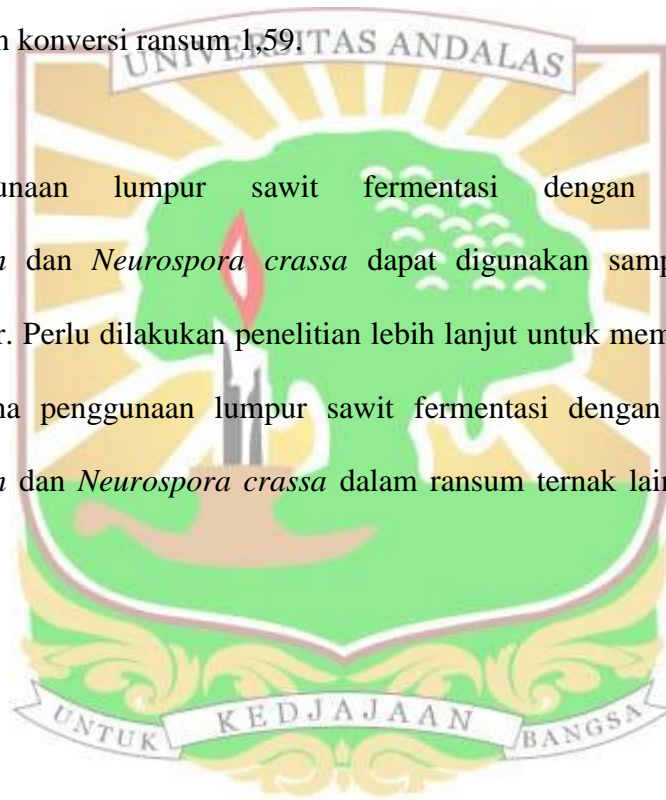 n konversi ransum 1,59.
UNIVERSITAS ANDALAS
unaan lumpur sawit fermentasi dengan
n dan Neurospora crassa dapat digunakan samp
r. Perlu dilakukan penelitian lebih lanjut untuk mem
na penggunaan lumpur sawit fermentasi dengan
n dan Neurospora crassa dalam ransum ternak lain
UNTUK KEDJAJAAN BANGSA